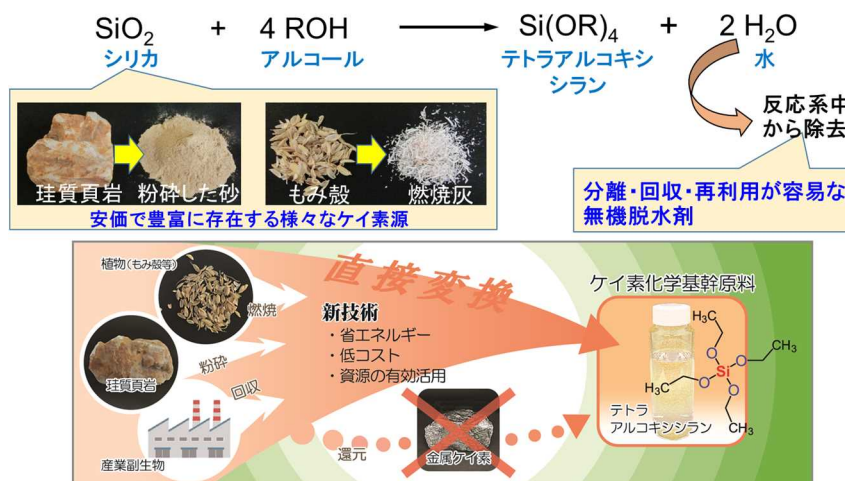 SiO2 + 4 ROH Si(OR)4 + 2 H2O
シリカ アルコール テトラアルコキシ 水
シラン
反応系中
から除去
珪質頁岩 粉砕した砂 もみ殻 燃焼灰
安価で豊富に存在する様々なケイ素源
分離・回収・再利用が容易な
無機脱水剤
直接変換
植物(もみ殻等)
燃焼
粉砕
珪質頁岩
回収
産業副生物
新技術
・省エネルギー
・低コスト
・資源の有効活用
還元
金属ケイ素
ケイ素化学基幹原料
H3C
O
O
CH3
Si
H3C
O
O
CH3
テトラ
アルコキシシラン